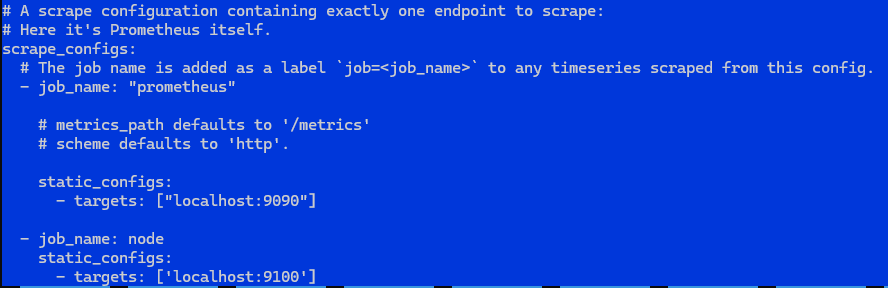 # A scrape configuration containing exactly one endpoint to scrape:
# Here it's Prometheus itself.
scrape_configs:
  # The job name is added as a label `job=<job_name>` to any timeseries scraped from this config.
  - job_name: "prometheus"

    # metrics_path defaults to '/metrics'
    # scheme defaults to 'http'.

    static_configs:
      - targets: ["localhost:9090"]

  - job_name: node
    static_configs:
      - targets: ['localhost:9100']